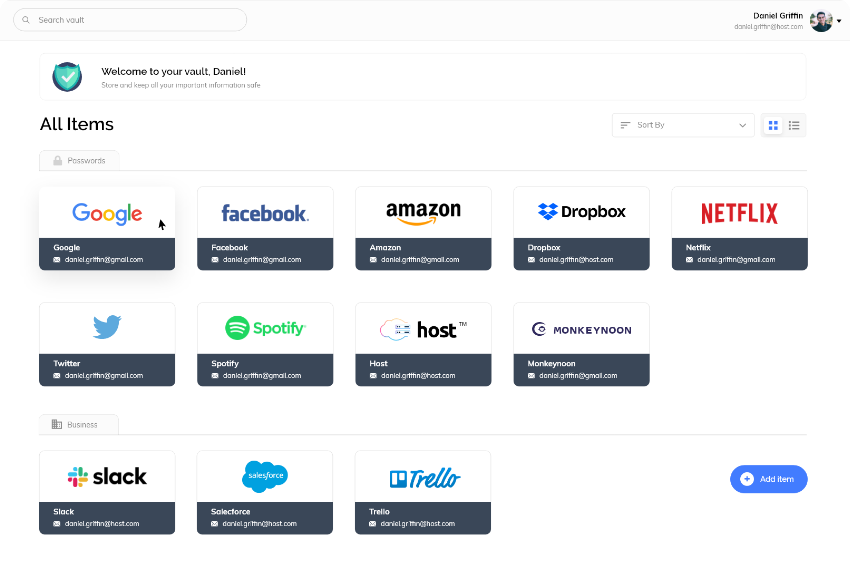 Search vault
Daniel Griffin
daniel.griffin@host.com
Welcome to your vault, Daniel!
Store and keep all your important information safe
All Items
Sort By
Passwords
Google
facebook.
amazon
Dropbox
NETFLIX
Google
daniel.griffin@gmail.com
Facebook
daniel.griffin@gmail.com
Amazon
daniel.griffin@gmail.com
Dropbox
daniel.griffin@host.com
Netflix
daniel.griffin@gmail.com
Spotify
host™
MONKEYNOON
Twitter
daniel.griffin@gmail.com
Spotify
daniel.griffin@gmail.com
Host
daniel.griffin@host.com
Monkeynoon
daniel.griffin@gmail.com
Business
slack
salesforce
Trello
Slack
daniel.griffin@host.com
Salecforce
daniel.griffin@host.com
Trello
daniel.griffin@host.com
Add item